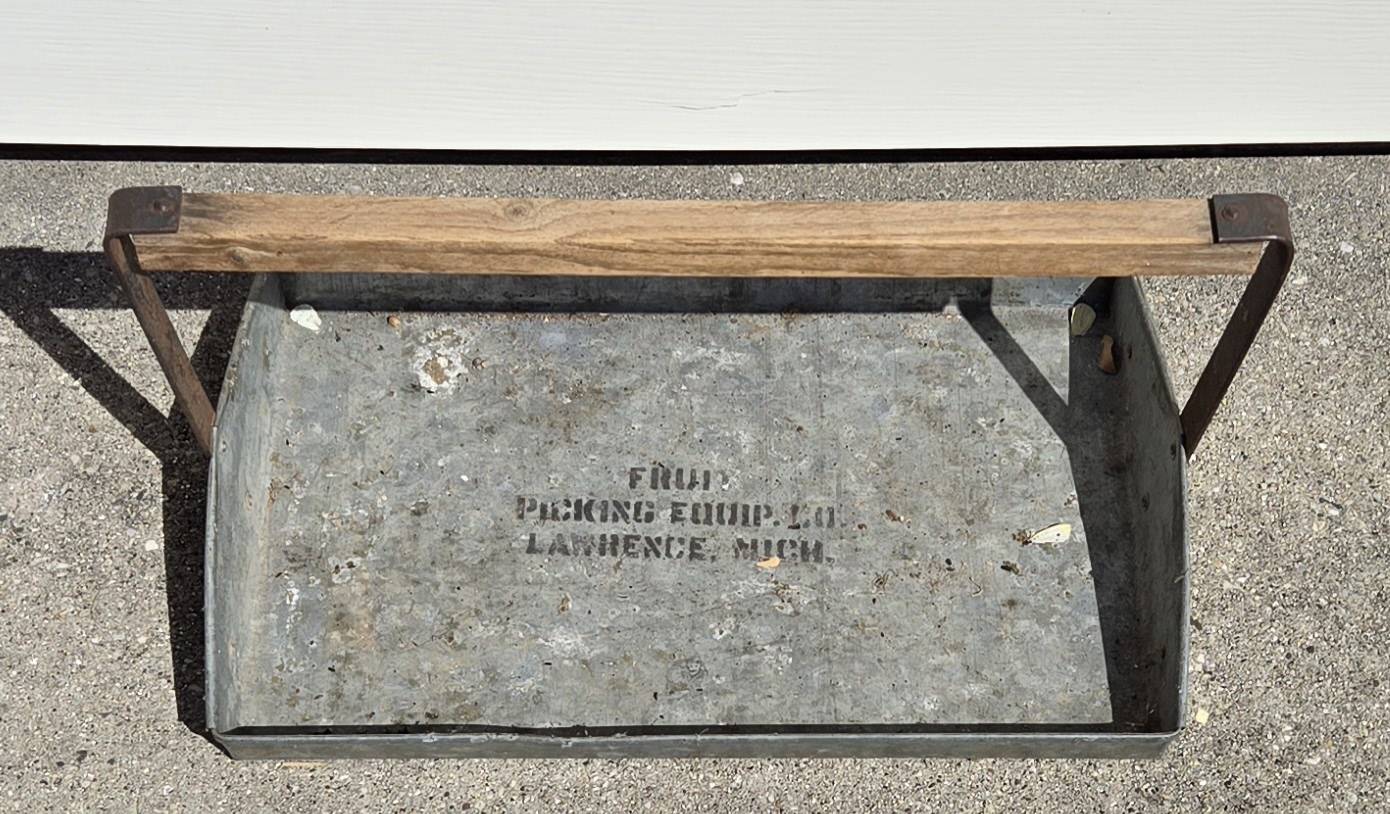 FRUIT
PICKING EQUIP. CO.
LAWRENCE, MICH.